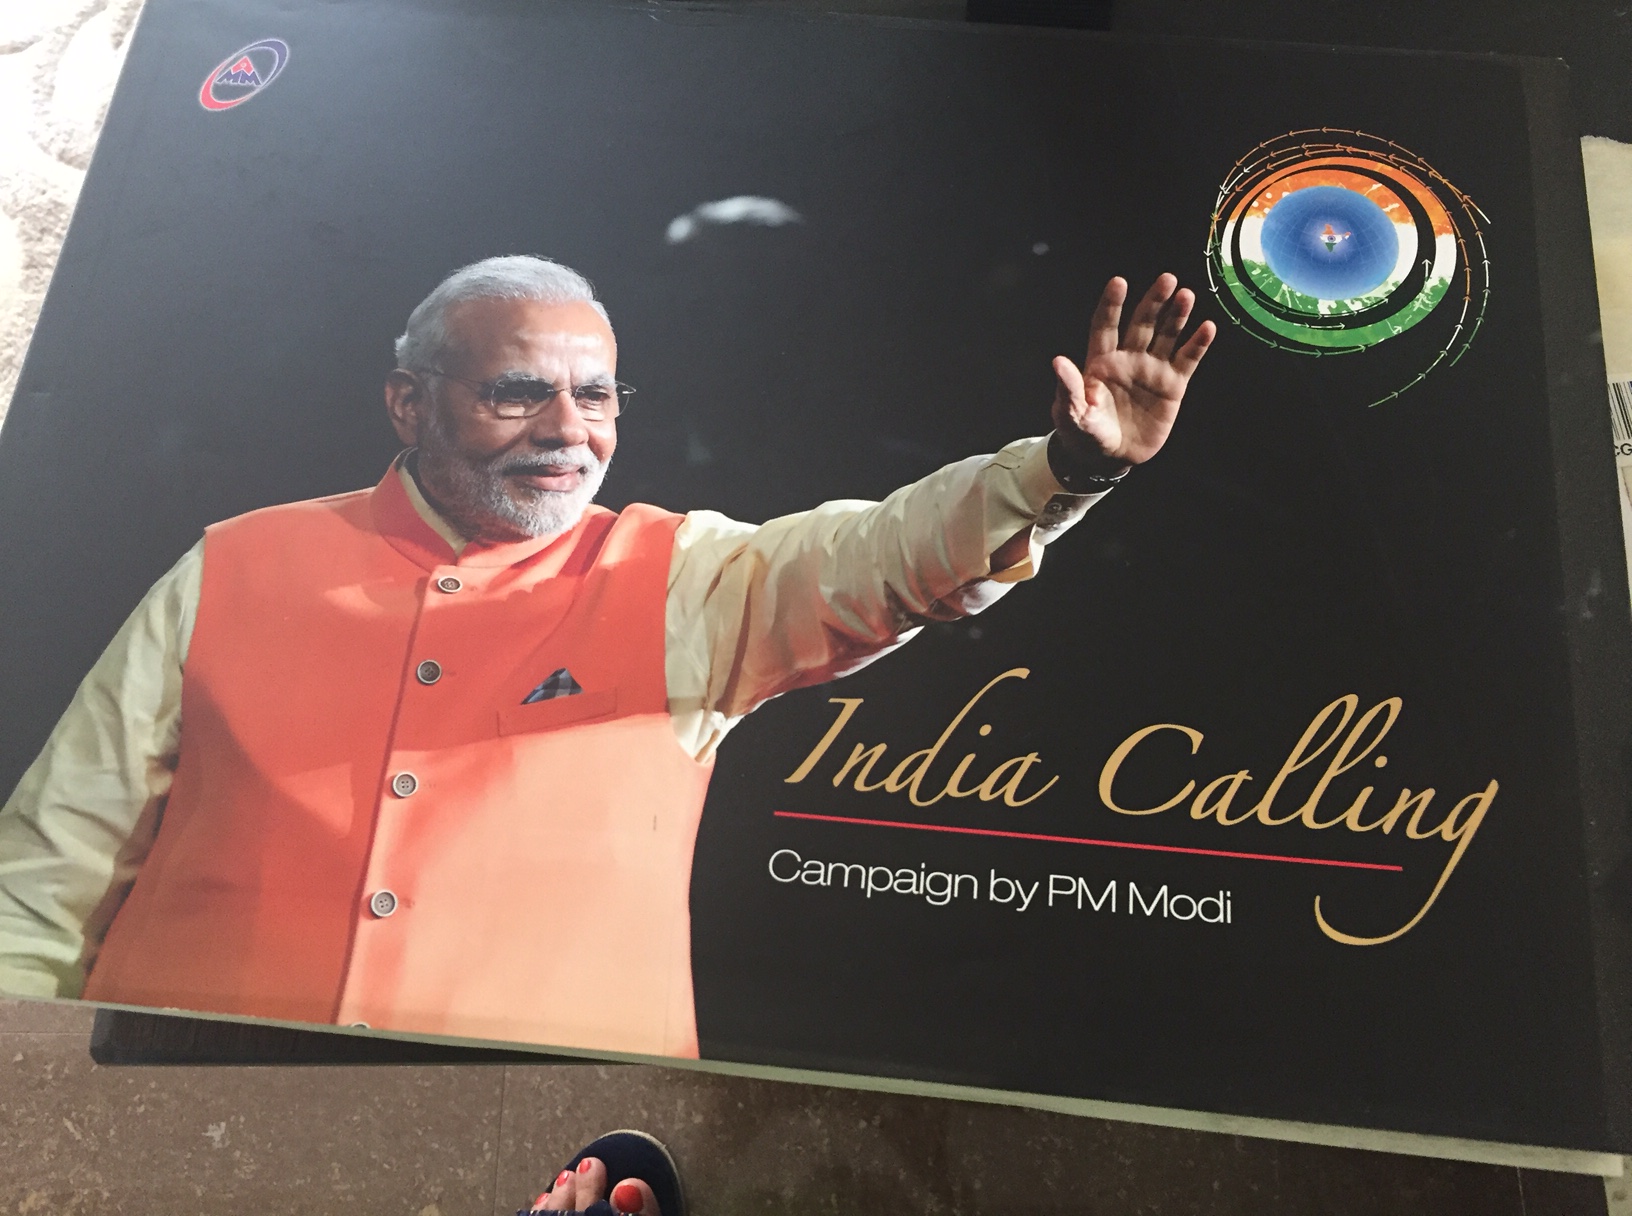 India Calling
Campaign by PM Modi